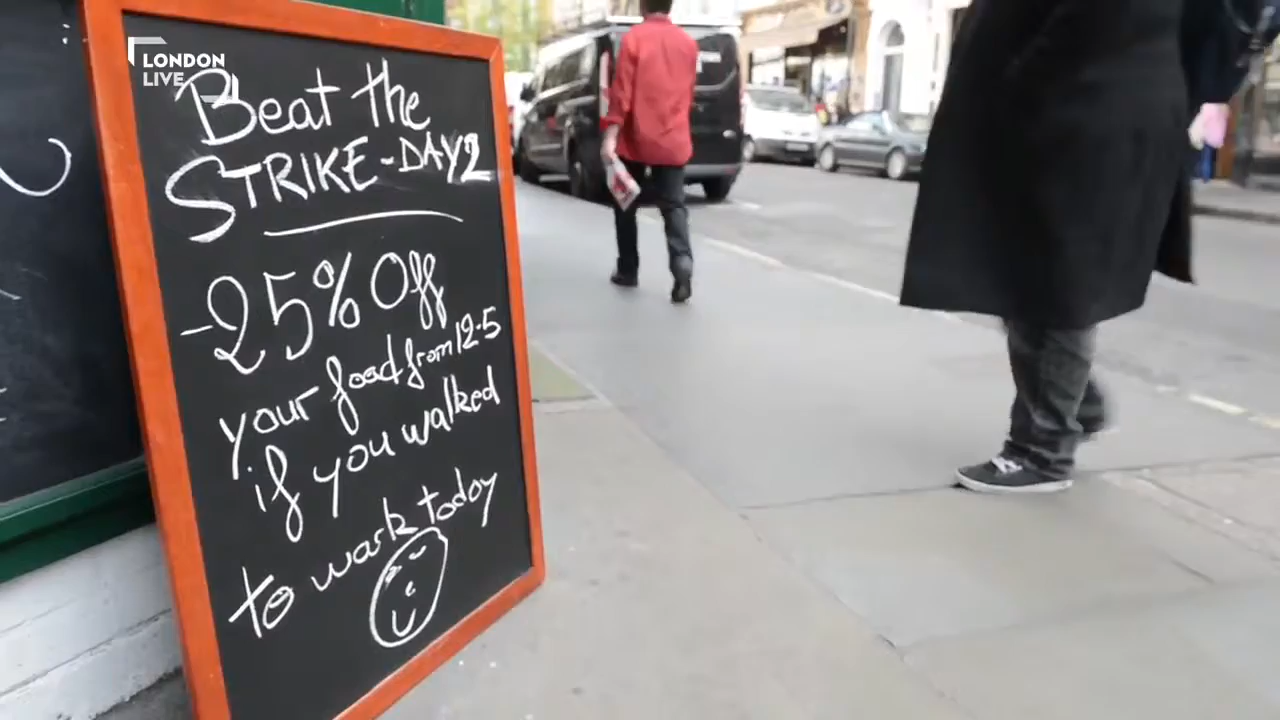 LONDON
LIVE
Beat the
STRIKE-DAY2
-25% Off
your food from 12-5
if you walked
to work today